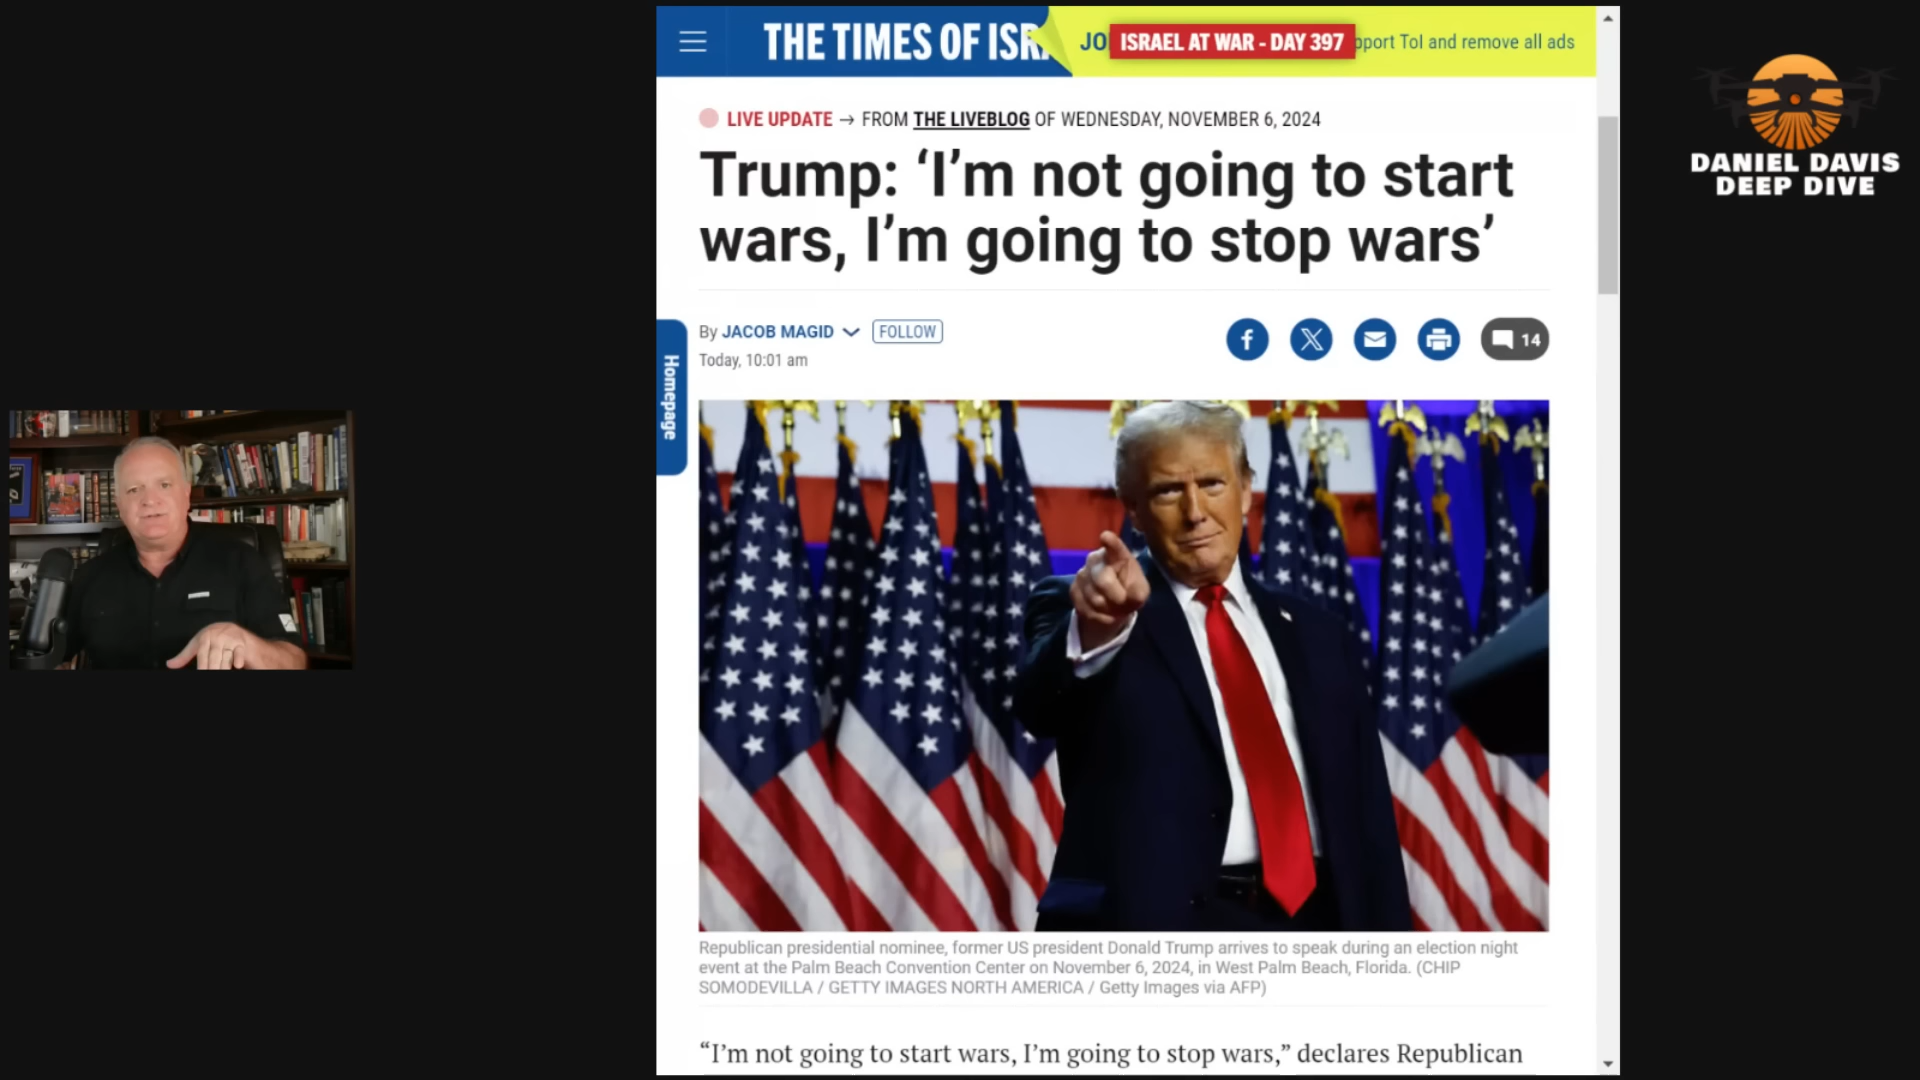 THE TIMES OF ISR
JO
ISRAEL AT WAR - DAY 397
pport ToI and remove all ads
LIVE UPDATE → FROM THE LIVEBLOG OF WEDNESDAY, NOVEMBER 6, 2024
Trump: ‘I’m not going to start
wars, I’m going to stop wars’
By JACOB MAGID
FOLLOW
Today, 10:01 am
14
Homepage
Republican presidential nominee, former US president Donald Trump arrives to speak during an election night
event at the Palm Beach Convention Center on November 6, 2024, in West Palm Beach, Florida. (CHIP
SOMODEVILLA / GETTY IMAGES NORTH AMERICA / Getty Images via AFP)
“I’m not going to start wars, I’m going to stop wars,” declares Republican
DANIEL DAVIS
DEEP DIVE